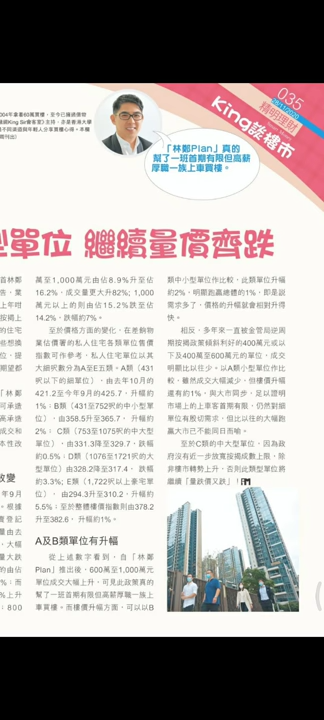 035
05/11/2020
精明理財
King談樓市
「林鄭Plan」真的
幫了一班首期有限但高薪
厚職一族上車買樓。
型單位 繼續量價齊跌
萬至1,000萬元由佔8.9%升至佔
16.2%，成交量更大升82%；1,000
萬元以上的則由佔15.2%跌至佔
14.2%，跌幅約7%。
至於價格方面的變化，在差餉物
業估價署的私人住宅各類單位售價
指數可作參考。私人住宅單位以其
大細呎數分為A至E五類。A類（431
呎以下的細單位），由去年10月的
421.2至今年9月的425.7，升幅約
1%；B類（431至752呎的中小型單
位），由358.5升至365.7，升幅約
2%；C類（753至1075呎的中大型
單位），由331.3降至329.7，跌幅
約0.5%；D類（1076至1721呎的大
型單位）由328.2降至317.4，跌幅
約3.3%；E類（1,722呎以上豪宅單
位），由294.3升至310.2，升幅約
5.5%；至於整體樓價指數則由378.2
升至382.6，升幅約1%。
A及B類單位有升幅
從上述數字看到，自「林鄭
Plan」推出後，600萬至1,000萬元
單位成交大幅上升，可見此政策真的
幫了一班首期有限但高薪厚職一族上
車買樓。而樓價升幅方面，可以以B
類中小型單位作比較，此類單位升幅
約2%，明顯跑贏總體的1%，即是說
需求多了，價格的升幅就會相對升得
快。
相反，多年來一直被金管局逆周
期按揭政策傾斜利好的400萬元或以
下及400萬至600萬元的單位，成交
明顯比以往少。以A類小型單位作比
較，雖然成交大幅減少，但樓價升幅
還有約1%，與大市同步，足以證明
市場上的上車客首期有限，仍然對細
單位有殷切需求，但比以往的大幅跑
贏大市已不能同日而喻。
至於C類的中大型單位，因為政
府沒有近一步放寬按揭成數上限，除
非樓市轉勢上升，否則此類型單位將
繼續「量跌價又跌」！